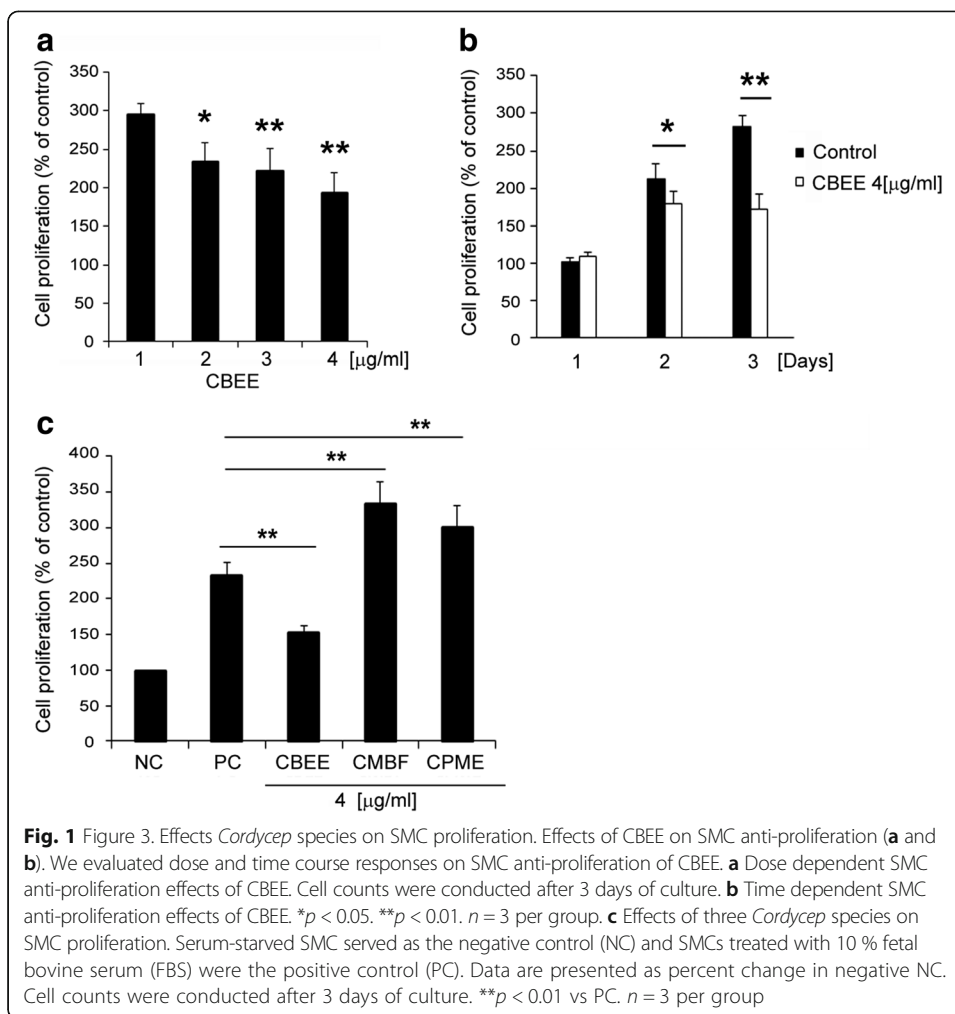 a
Cell proliferation (% of control)
350
300
250
200
150
100
50
0
*
**
**
1 2 3 4 [μg/ml]
CBEE
b
Cell proliferation (% of control)
350
300
250
200
150
100
50
0
*
**
Control
CBEE 4[μg/ml]
1 2 3 [Days]
c
Cell proliferation (% of control)
400
350
300
250
200
150
100
50
0
**
**
**
NC PC CBEE CMBF CPME
4 [μg/ml]
Fig. 1 Figure 3. Effects Cordycep species on SMC proliferation. Effects of CBEE on SMC anti-proliferation (a and
b). We evaluated dose and time course responses on SMC anti-proliferation of CBEE. a Dose dependent SMC
anti-proliferation effects of CBEE. Cell counts were conducted after 3 days of culture. b Time dependent SMC
anti-proliferation effects of CBEE. *p < 0.05. **p < 0.01. n = 3 per group. c Effects of three Cordycep species on
SMC proliferation. Serum-starved SMC served as the negative control (NC) and SMCs treated with 10 % fetal
bovine serum (FBS) were the positive control (PC). Data are presented as percent change in negative NC.
Cell counts were conducted after 3 days of culture. **p < 0.01 vs PC. n = 3 per group